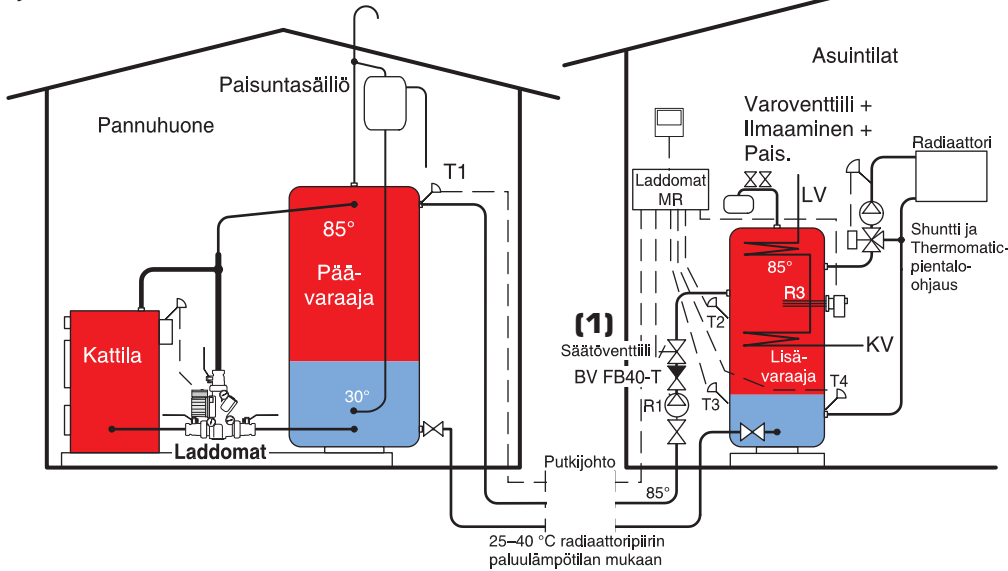 Pannuhuone
Paisuntasäiliö
T1
85°
Pää-
varaaja
30°
Kattila
Laddomat
Asuintilat
Varoventtiili +
Ilmaaminen +
Pais.
Radiaattori
Laddomat
MR
LV
Shuntti ja
Thermomatic-
pientalo-
ohjaus
85°
R3
T2
(1)
Säätöventtiili
KV
BV FB40-T
Lisä-
varaaja
T4
T3
R1
Putkijohto
85°
25–40 °C radiaattoripiirin
paluulämpötilan mukaan